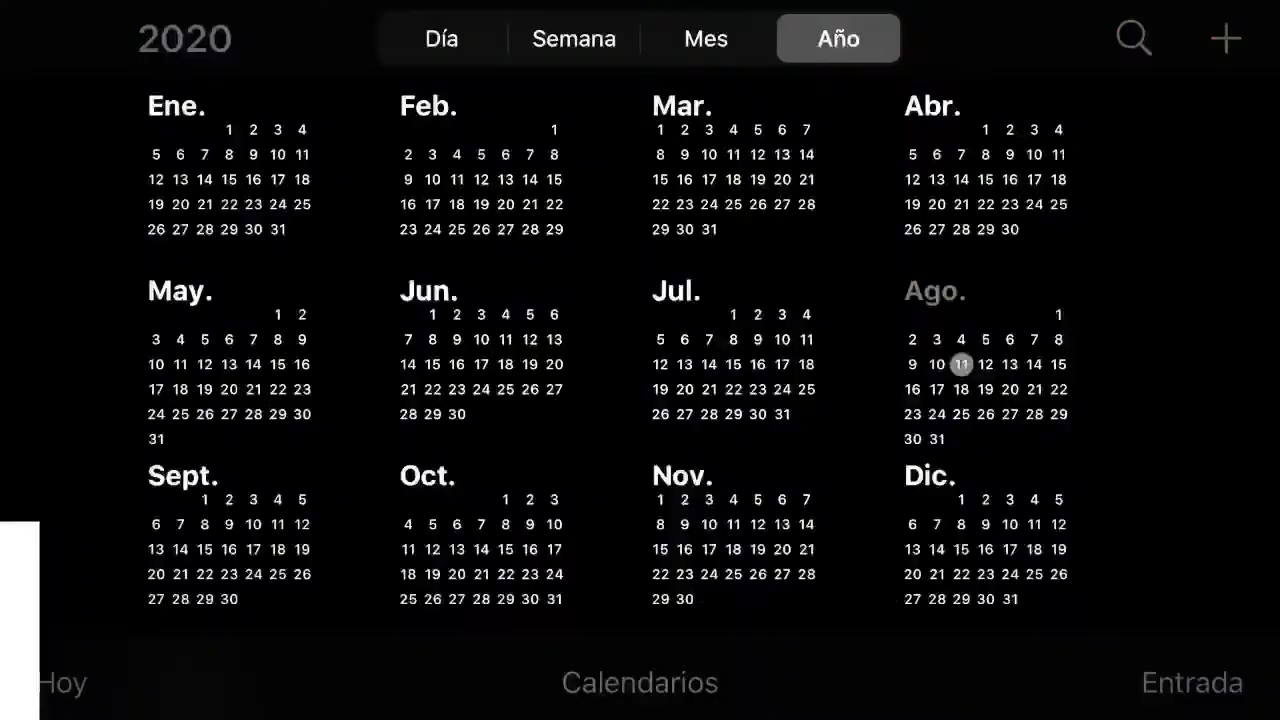 2020 Día Semana Mes Año
Ene. Feb. Mar. Abr.
1 2 3 4 1 1 2 3 4 5 6 7 1 2 3 4
5 6 7 8 9 10 11 2 3 4 5 6 7 8 8 9 10 11 12 13 14 5 6 7 8 9 10 11
12 13 14 15 16 17 18 9 10 11 12 13 14 15 15 16 17 18 19 20 21 12 13 14 15 16 17 18
19 20 21 22 23 24 25 16 17 18 19 20 21 22 22 23 24 25 26 27 28 19 20 21 22 23 24 25
26 27 28 29 30 31 23 24 25 26 27 28 29 29 30 31 26 27 28 29 30
May. Jun. Jul. Ago.
1 2 1 2 3 4 5 6 1 2 3 4 1
3 4 5 6 7 8 9 7 8 9 10 11 12 13 5 6 7 8 9 10 11 2 3 4 5 6 7 8
10 11 12 13 14 15 16 14 15 16 17 18 19 20 12 13 14 15 16 17 18 9 10 11 12 13 14 15
17 18 19 20 21 22 23 21 22 23 24 25 26 27 19 20 21 22 23 24 25 16 17 18 19 20 21 22
24 25 26 27 28 29 30 28 29 30 26 27 28 29 30 31 23 24 25 26 27 28 29
31 30 31
Sept. Oct. Nov. Dic.
1 2 3 4 5 1 2 3 1 2 3 4 5 6 7 1 2 3 4 5
6 7 8 9 10 11 12 4 5 6 7 8 9 10 8 9 10 11 12 13 14 6 7 8 9 10 11 12
13 14 15 16 17 18 19 11 12 13 14 15 16 17 15 16 17 18 19 20 21 13 14 15 16 17 18 19
20 21 22 23 24 25 26 18 19 20 21 22 23 24 22 23 24 25 26 27 28 20 21 22 23 24 25 26
27 28 29 30 25 26 27 28 29 30 31 29 30 27 28 29 30 31
Hoy Calendarios Entrada